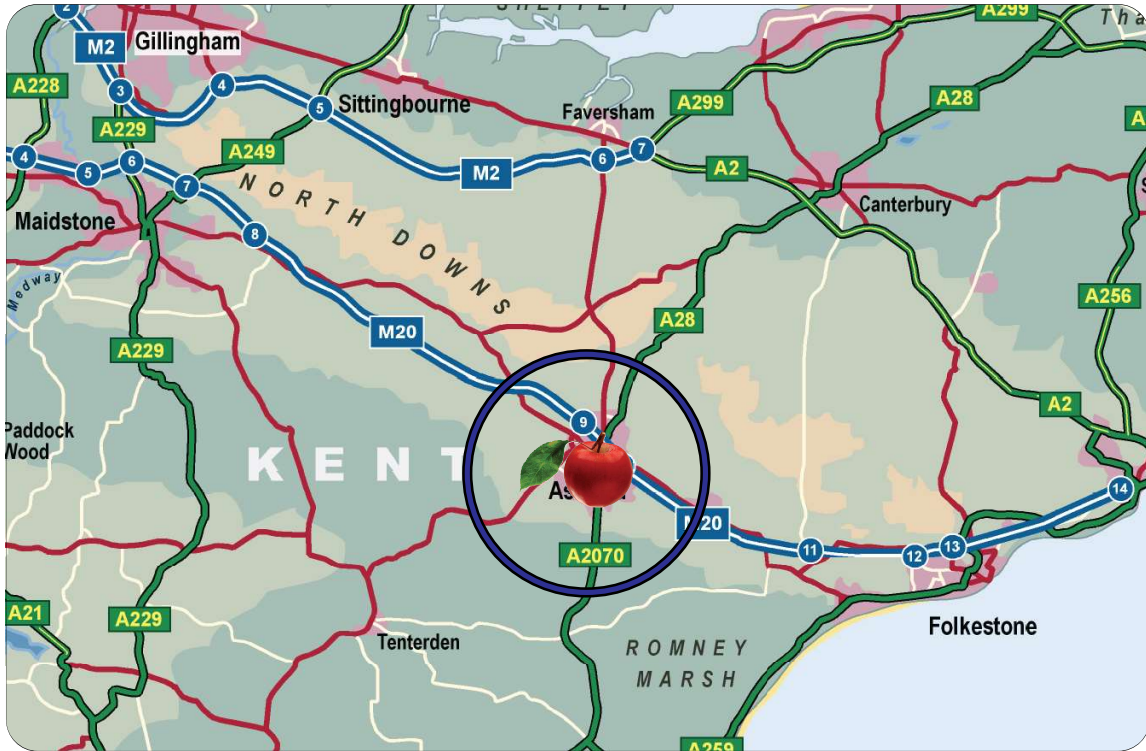 SHEPPEY
A299
Tha
2
M2
Gillingham
A228
3
4
5
Sittingbourne
Faversham
A299
A28
A229
A249
4
5
6
7
M2
6
7
A2
Maidstone
NORTH DOWNS
8
Canterbury
Medway
M20
A28
A256
A229
A2
Paddock
Wood
KENT
9
14
M20
11
12
13
A2070
A21
A229
Tenterden
Folkestone
ROMNEY
MARSH
A259